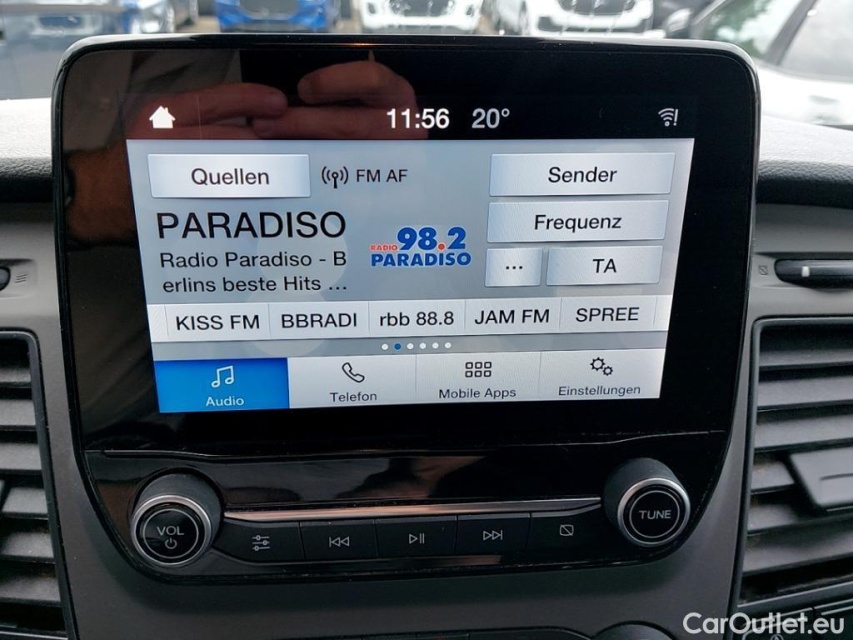 11:56 20°
Quellen
FM AF
Sender
PARADISO
Radio Paradiso - B
erlins beste Hits ...
RADIO 98.2
PARADISO
Frequenz
... TA
KISS FM BBRADI rbb 88.8 JAM FM SPREE
Audio Telefon Mobile Apps Einstellungen
VOL
TUNE
CarOutlet.eu